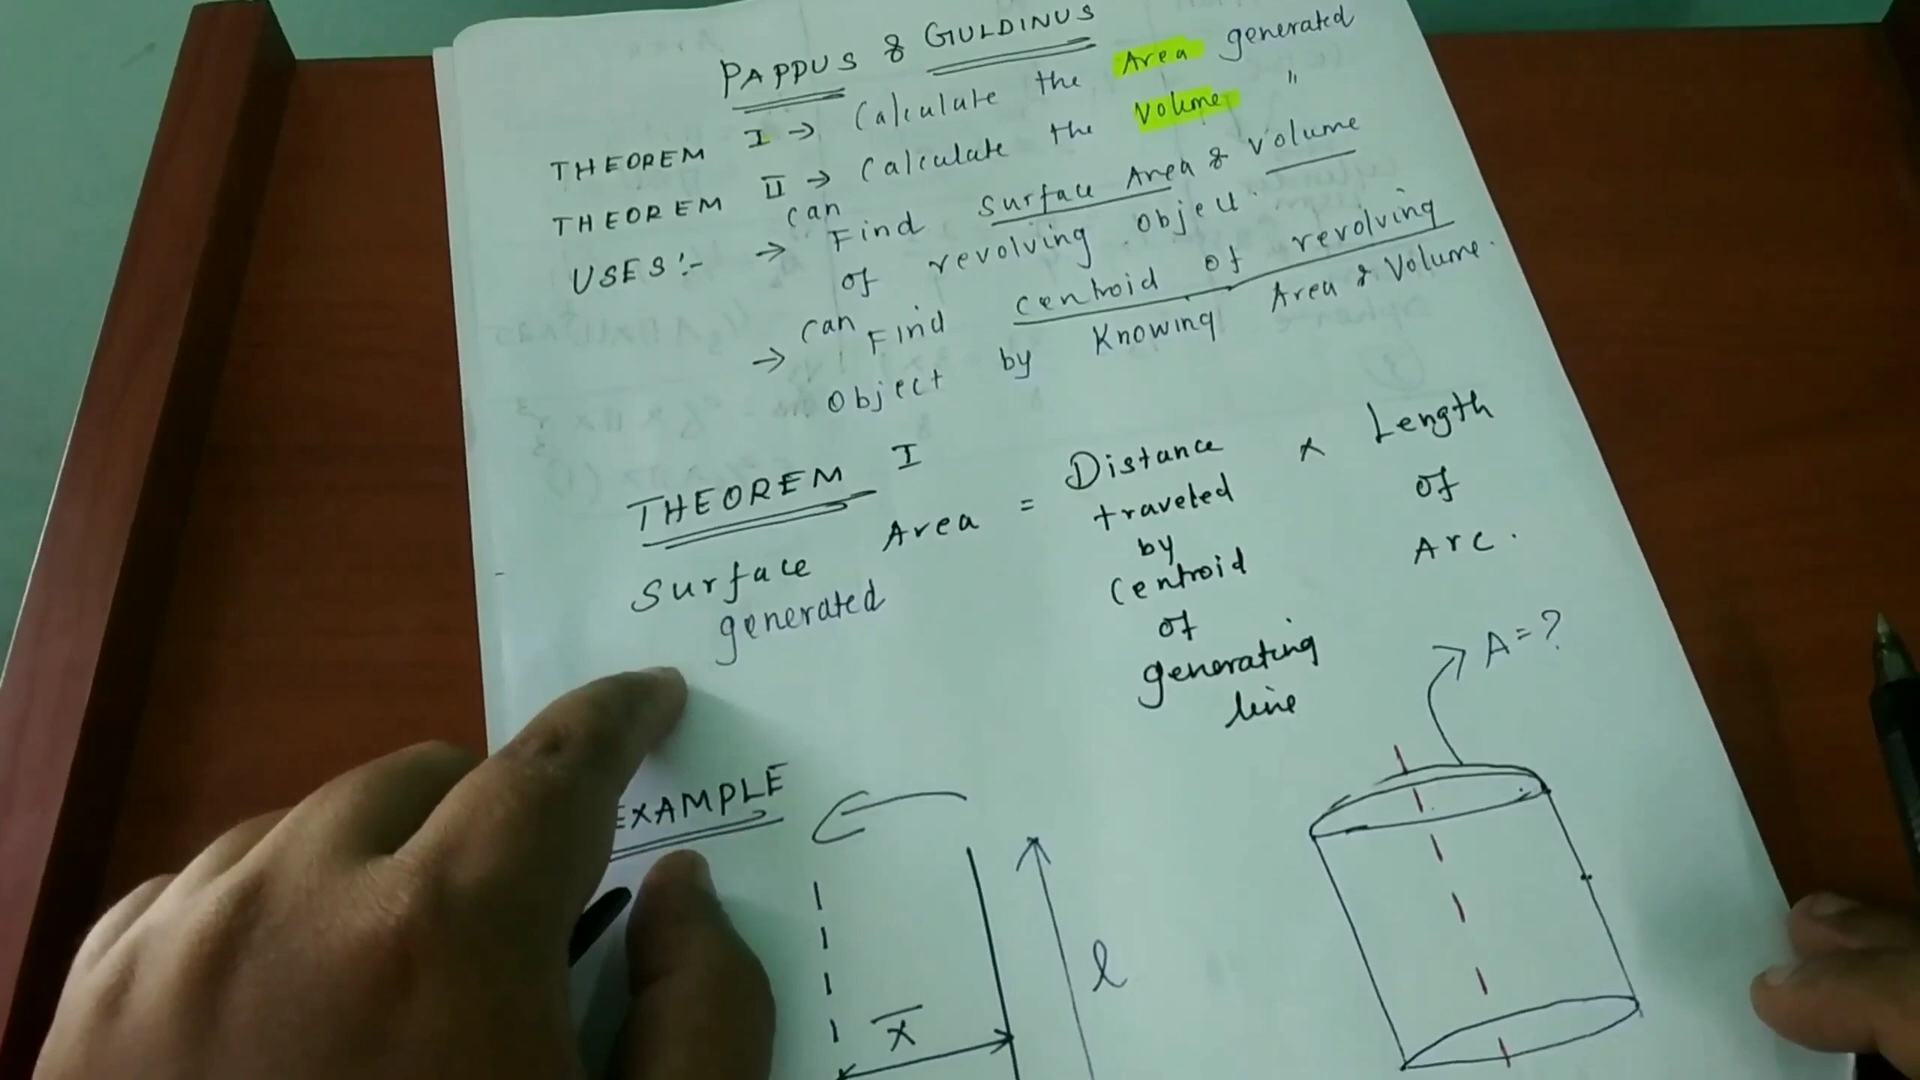 PAPPUS & GULDINUS
THEOREM I → Calculate the Area generated
THEOREM II → Calculate the Volume "
USES :- → can Find Surface Area & Volume
of revolving object.
→ can Find centroid of revolving
object by Knowing Area & Volume.
THEOREM I
Surface Area generated = Distance traveled by Centroid of generating line × Length of Arc.
A = ?
EXAMPLE
l
x̄